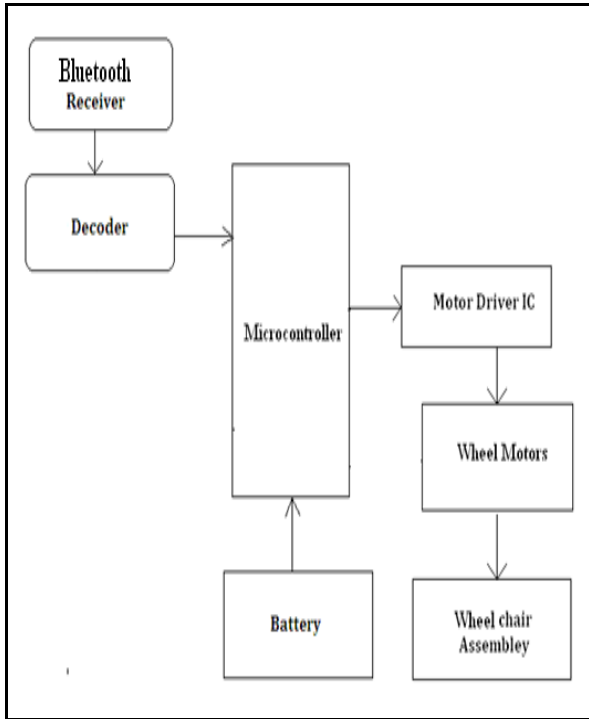 Bluetooth
Receiver
Decoder
Microcontroller
Motor Driver IC
Wheel Motors
Battery
Wheel chair
Assembley